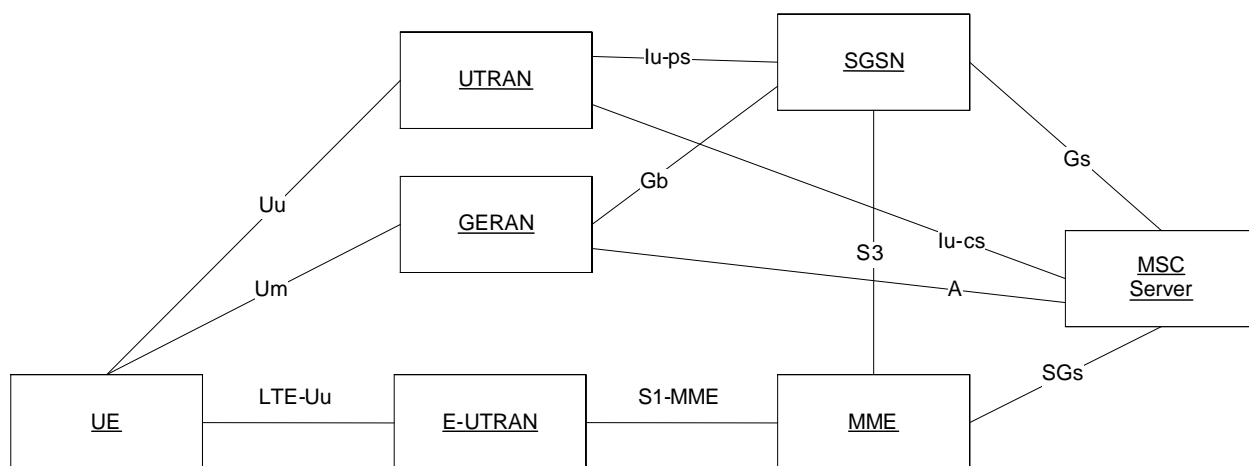 Iu-ps
SGSN
UTRAN
Gs
Gb
Uu
GERAN
Iu-cs
S3
MSC
Server
Um
A
SGs
LTE-Uu
S1-MME
UE
E-UTRAN
MME